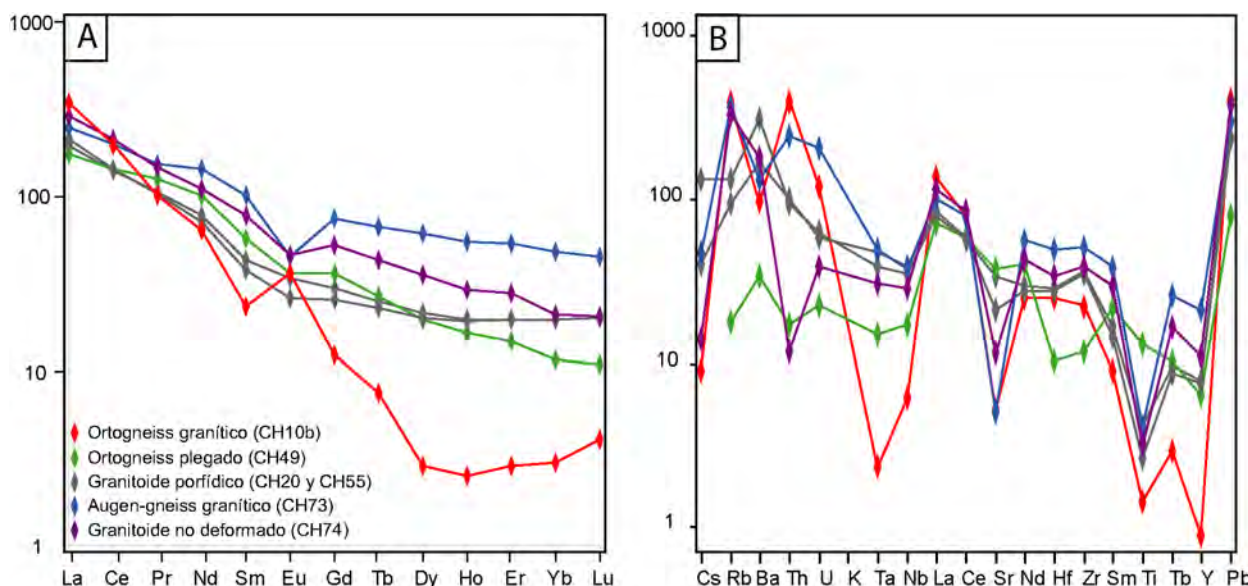 A
1000
100
10
1
Ortogneiss granítico (CH10b)
Ortogneiss plegado (CH49)
Granitoide porfídico (CH20 y CH55)
Augen-gneiss granítico (CH73)
Granitoide no deformado (CH74)
La Ce Pr Nd Sm Eu Gd Tb Dy Ho Er Yb Lu
B
1000
100
10
1
Cs Rb Ba Th U K Ta Nb La Ce Sr Nd Hf Zr Sm Ti Tb Y Pb